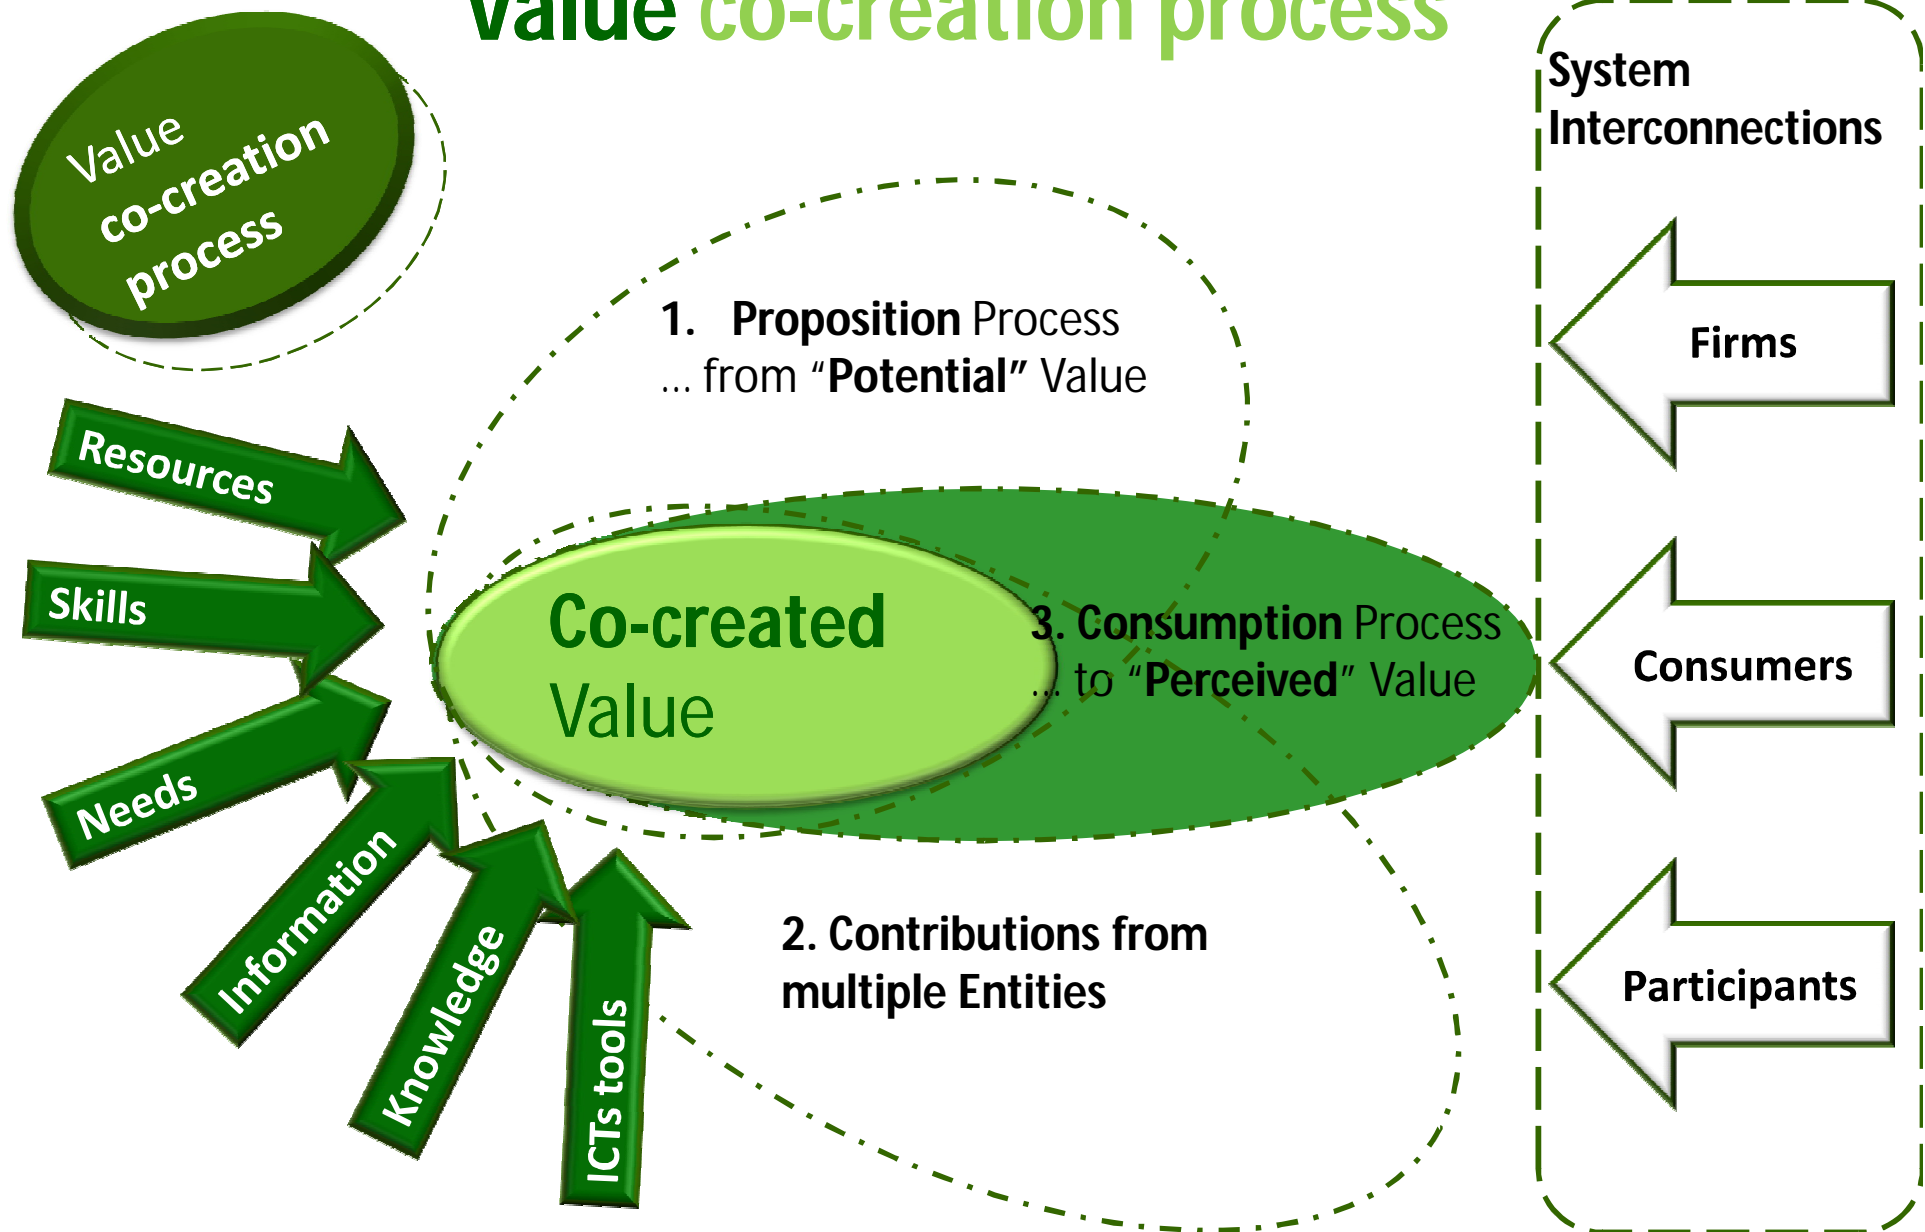 Value co-creation process
Value
co-creation
process
System
Interconnections
1. Proposition Process
... from “Potential” Value
Firms
Resources
Skills
Needs
Information
Knowledge
ICTs tools
Co-created
Value
3. Consumption Process
... to “Perceived” Value
Consumers
2. Contributions from
multiple Entities
Participants